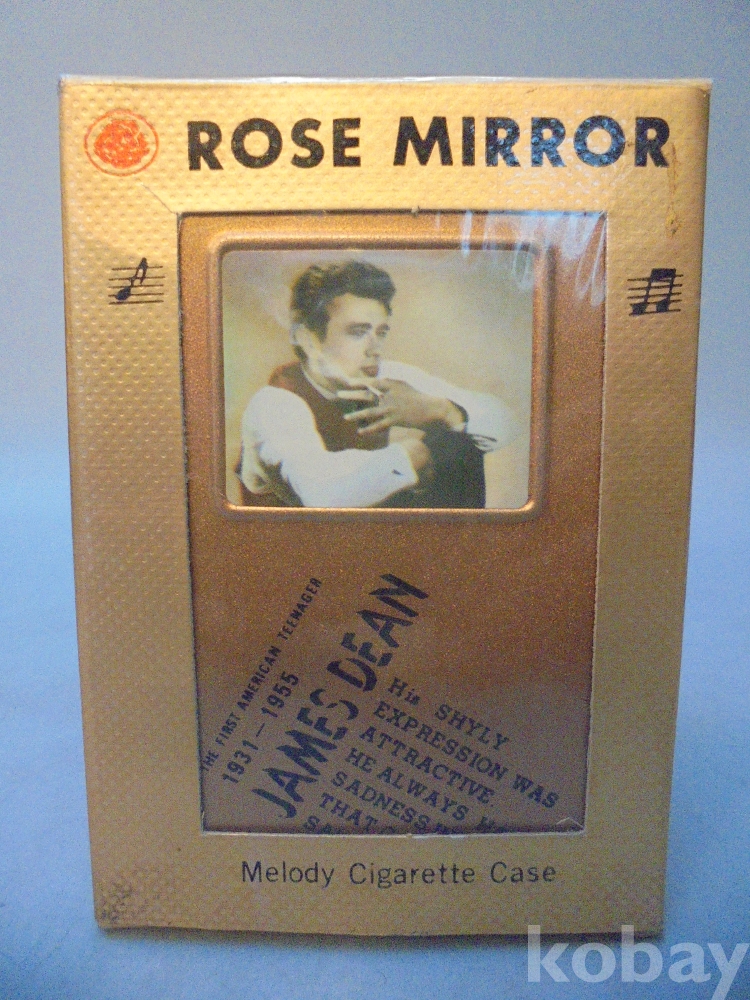 ROSE MIRROR
THE FIRST AMERICAN TEENAGER
1931–1955
JAMES DEAN
His SHYLY
EXPRESSION WAS
ATTRACTIVE.
HE ALWAYS
SADNESS
THAT
Melody Cigarette Case
kobay